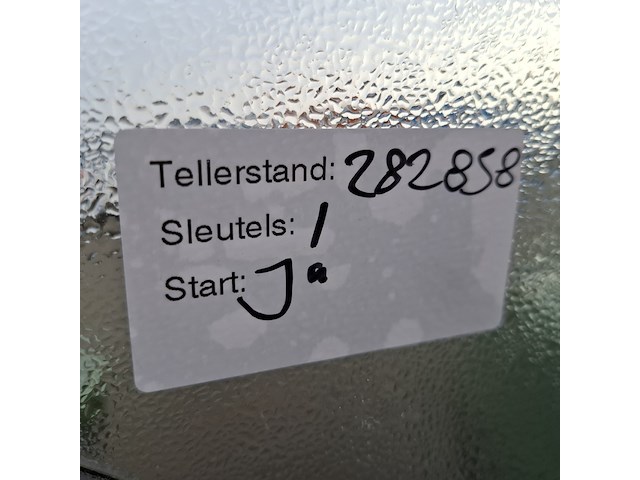 Tellerstand: 282858
Sleutels: 1
Start: Ja